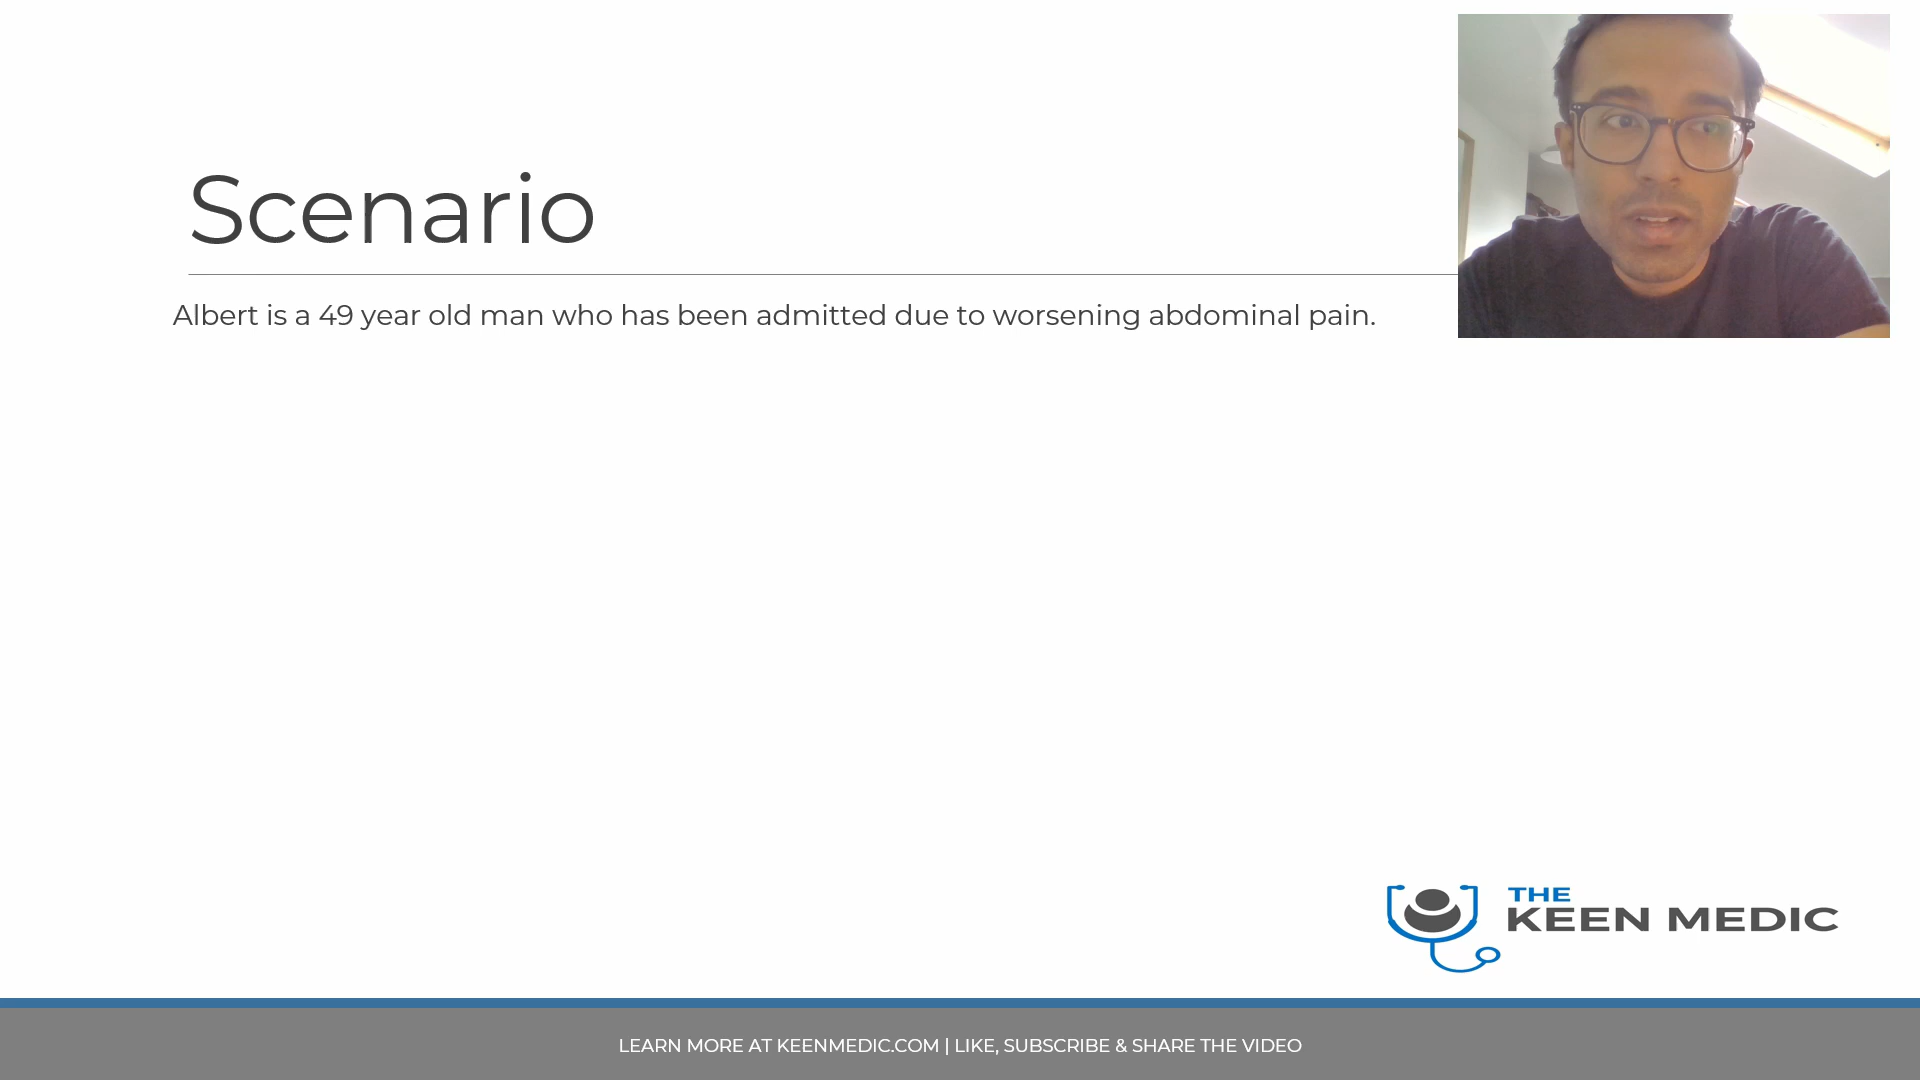 Scenario
Albert is a 49 year old man who has been admitted due to worsening abdominal pain.
THE
KEEN MEDIC
LEARN MORE AT KEENMEDIC.COM | LIKE, SUBSCRIBE & SHARE THE VIDEO